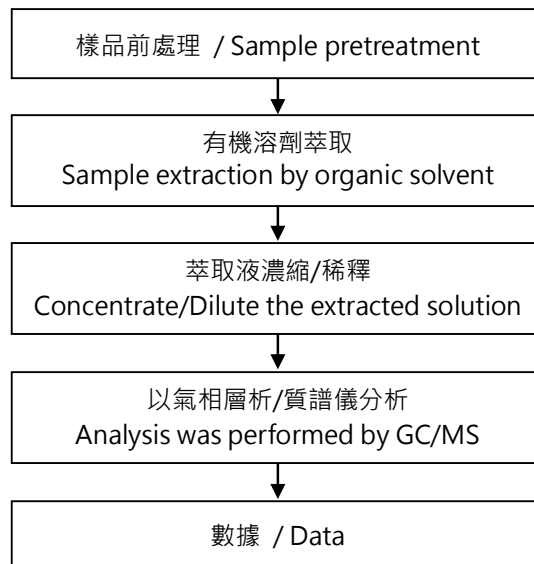 樣品前處理 / Sample pretreatment
有機溶劑萃取
Sample extraction by organic solvent
萃取液濃縮/稀釋
Concentrate/Dilute the extracted solution
以氣相層析/質譜儀分析
Analysis was performed by GC/MS
數據 / Data